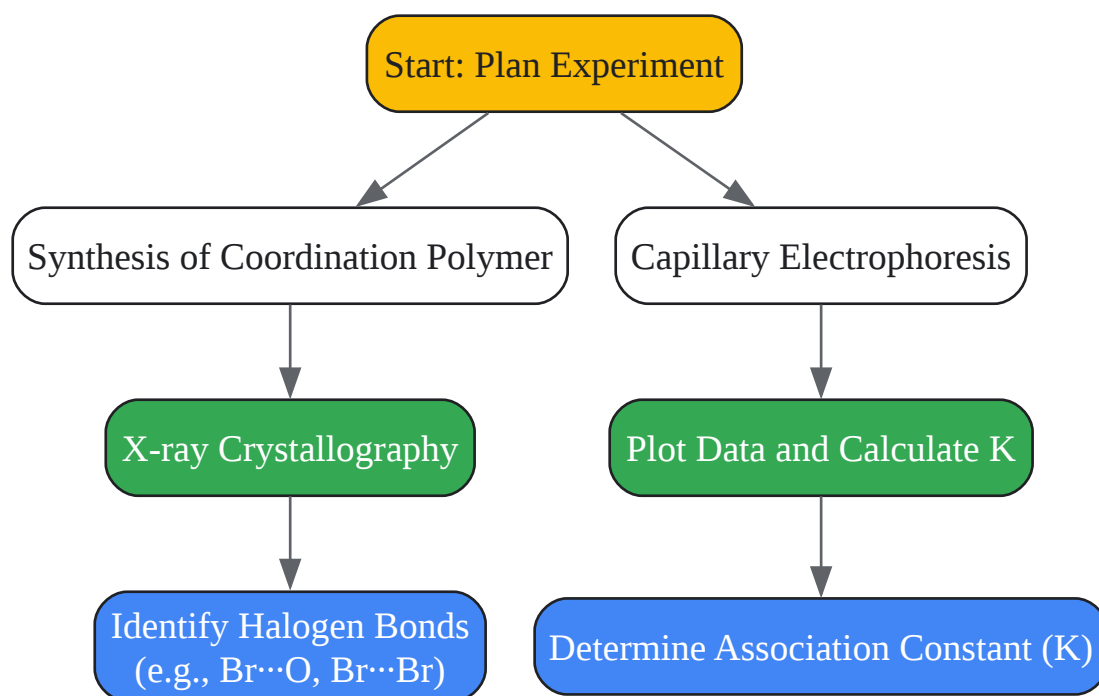 Start: Plan Experiment
Synthesis of Coordination Polymer
Capillary Electrophoresis
X-ray Crystallography
Plot Data and Calculate K
Identify Halogen Bonds
(e.g., Br···O, Br···Br)
Determine Association Constant (K)